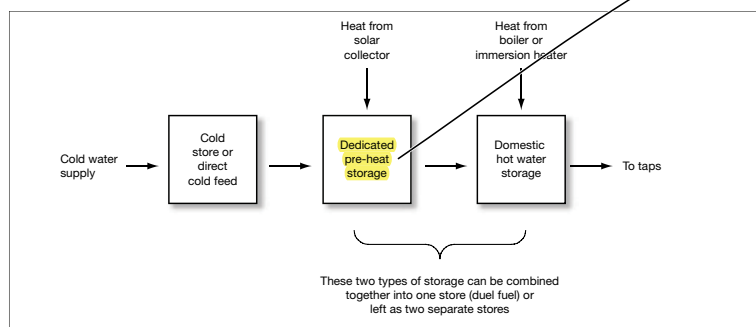 Heat from
solar
collector
Heat from
boiler or
immersion heater
Cold water
supply
Cold
store or
direct
cold feed
Dedicated
pre-heat
storage
Domestic
hot water
storage
To taps
These two types of storage can be combined
together into one store (duel fuel) or
left as two separate stores